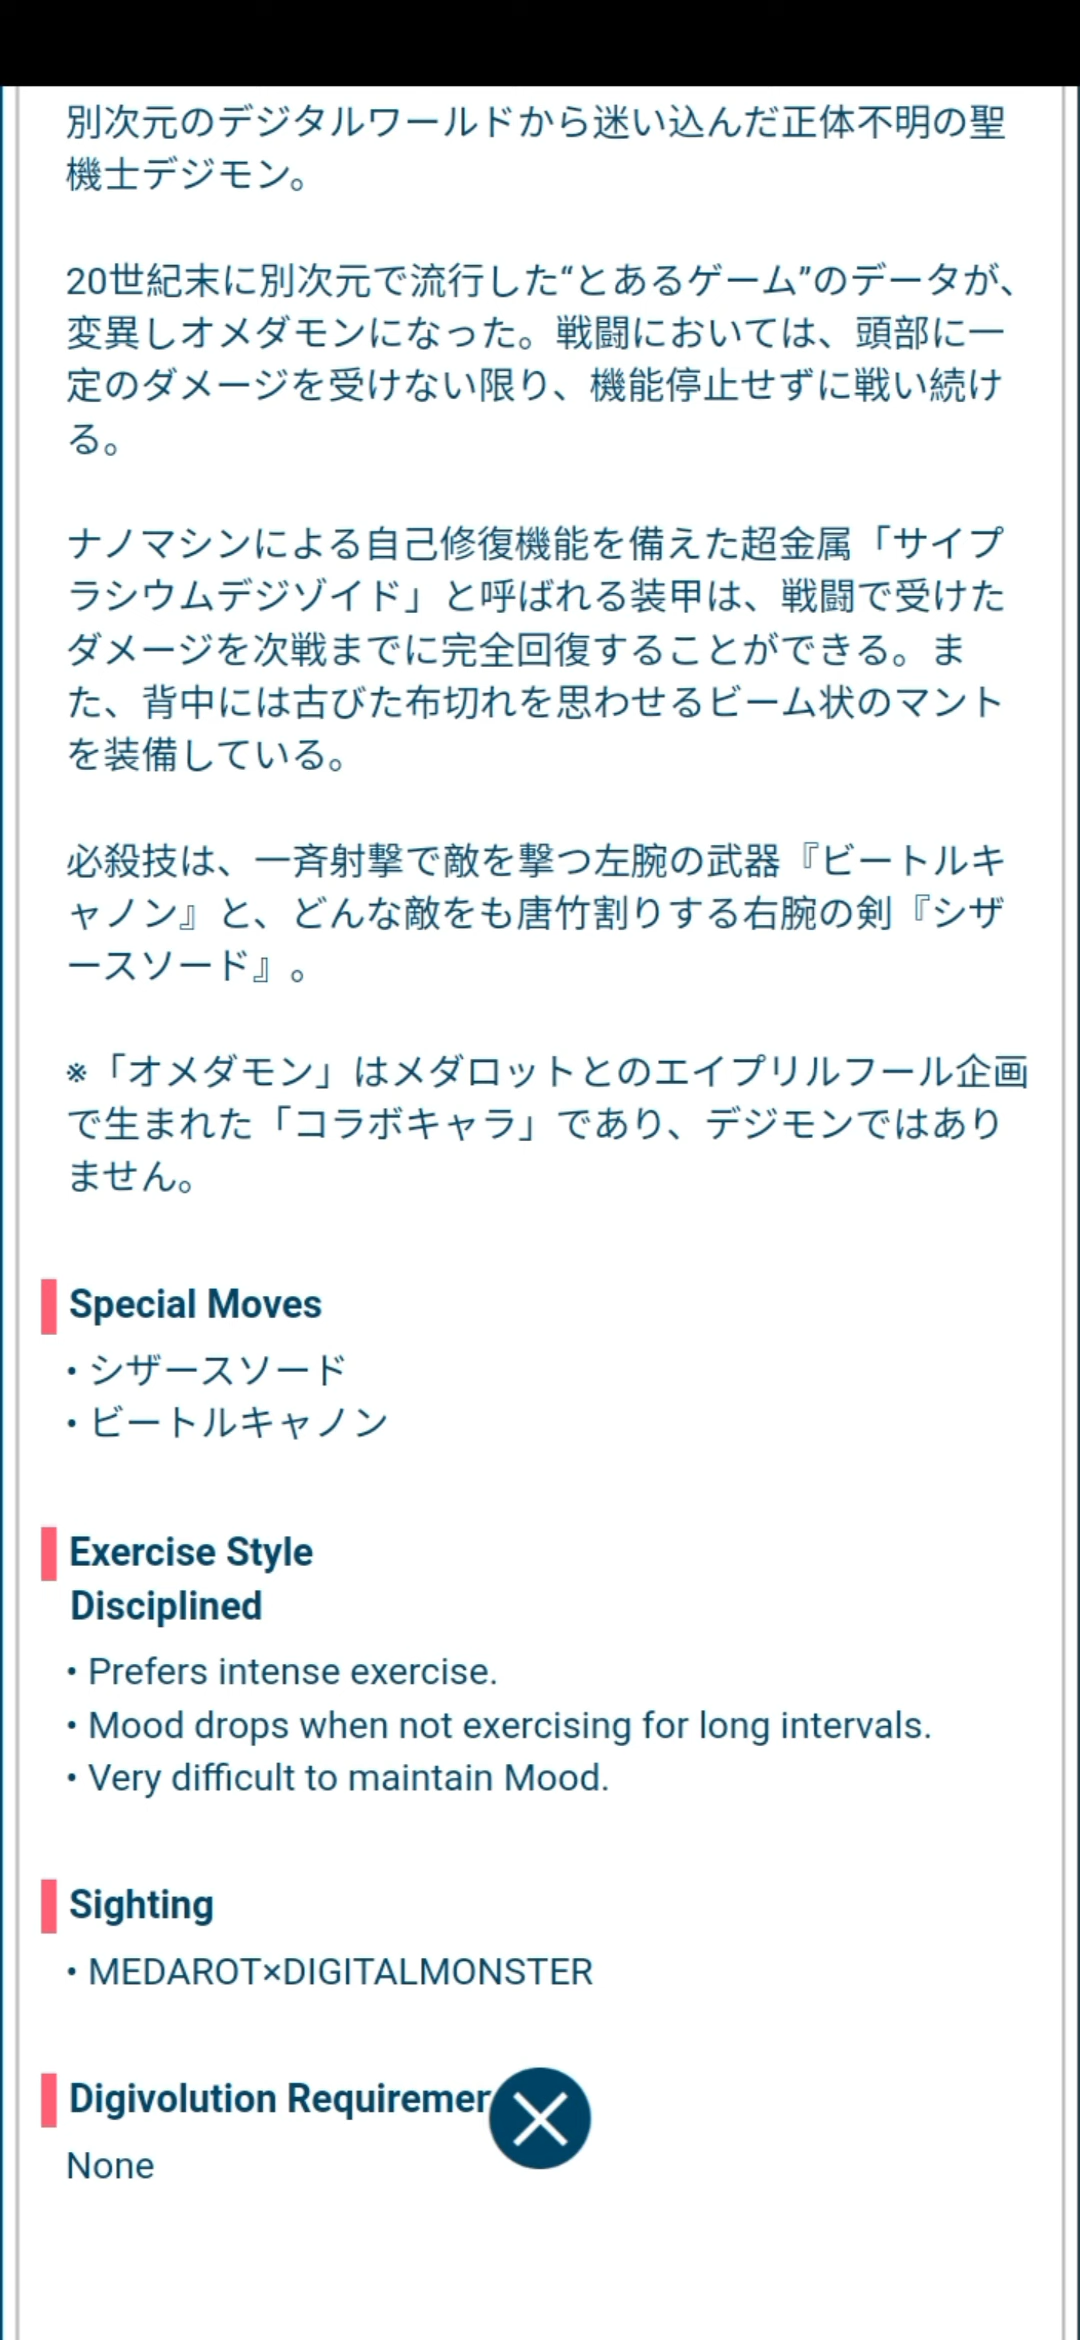 別次元のデジタルワールドから迷い込んだ正体不明の聖
機士デジモン。
20世紀末に別次元で流行した“とあるゲーム”のデータが、
変異しオメダモンになった。戦闘においては、頭部に一
定のダメージを受けない限り、機能停止せずに戦い続け
る。
ナノマシンによる自己修復機能を備えた超金属「サイプ
ラシウムデジゾイド」と呼ばれる装甲は、戦闘で受けた
ダメージを次戦までに完全回復することができる。ま
た、背中には古びた布切れを思わせるビーム状のマント
を装備している。
必殺技は、一斉射撃で敵を撃つ左腕の武器『ビートルキ
ャノン』と、どんな敵をも唐竹割りする右腕の剣『シザ
ースソード』。
※「オメダモン」はメダロットとのエイプリルフール企画
で生まれた「コラボキャラ」であり、デジモンではあり
ません。
Special Moves
• シザースソード
• ビートルキャノン
Exercise Style
Disciplined
• Prefers intense exercise.
• Mood drops when not exercising for long intervals.
• Very difficult to maintain Mood.
Sighting
• MEDAROT×DIGITALMONSTER
Digivolution Requiremen
None